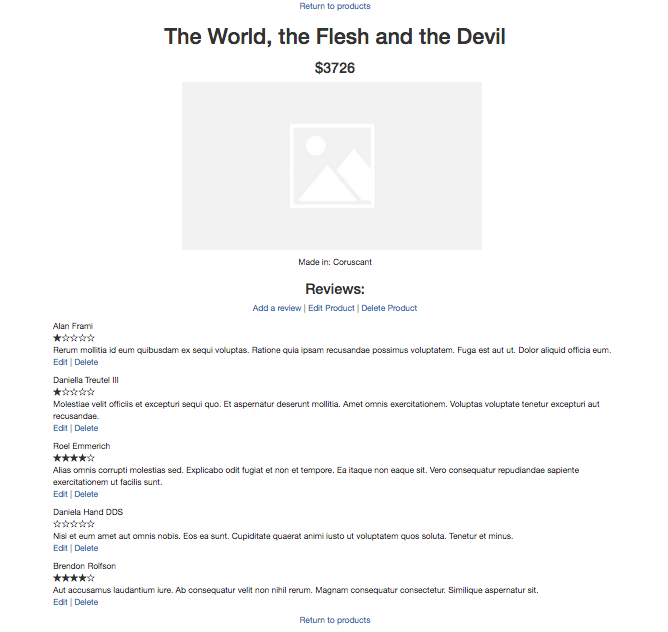 Return to products
The World, the Flesh and the Devil
$3726
Made in: Coruscant
Reviews:
Add a review | Edit Product | Delete Product
Alan Frami
★☆☆☆☆
Rerum mollitia id eum quibusdam ex sequi voluptas. Ratione quia ipsam recusandae possimus voluptatem. Fuga est aut ut. Dolor aliquid officia eum.
Edit | Delete
Daniella Treutel III
★☆☆☆☆
Molestiae velit officiis et excepturi sequi quo. Et aspernatur deserunt mollitia. Amet omnis exercitationem. Voluptas voluptate tenetur excepturi aut
recusandae.
Edit | Delete
Roel Emmerich
★★★★☆
Alias omnis corrupti molestias sed. Explicabo odit fugiat et non et tempore. Ea itaque non eaque sit. Vero consequatur repudiandae sapiente
exercitationem ut facilis sunt.
Edit | Delete
Daniela Hand DDS
☆☆☆☆☆
Nisi et eum amet aut omnis nobis. Eos ea sunt. Cupiditate quaerat animi iusto ut voluptatem quos soluta. Tenetur et minus.
Edit | Delete
Brendon Rolfson
★★★★☆
Aut accusamus laudantium iure. Ab consequatur velit non nihil rerum. Magnam consequatur consectetur. Similique aspernatur sit.
Edit | Delete
Return to products